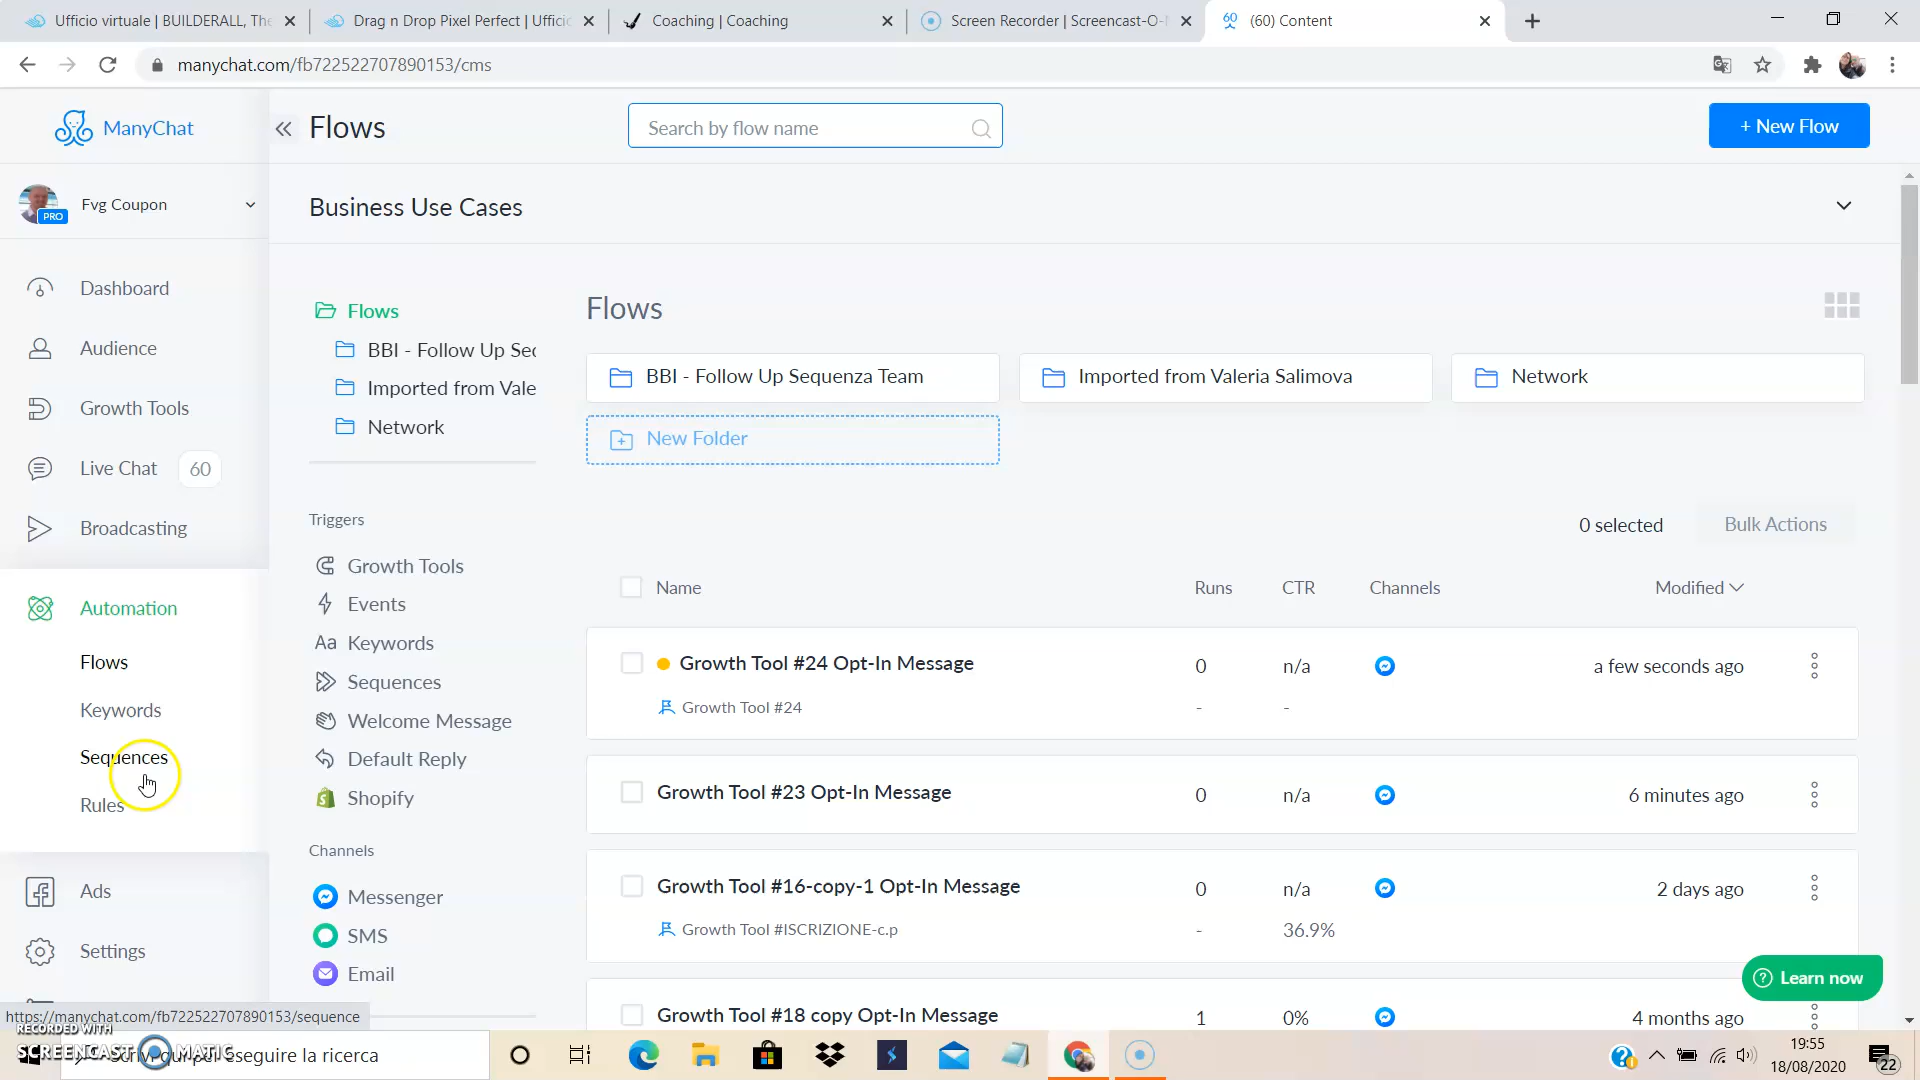 Ufficio virtuale | BUILDERALL, The
Drag n Drop Pixel Perfect | Uffici
Coaching | Coaching
Screen Recorder | Screencast-O-M
(60) Content
manychat.com/fb722522707890153/cms
ManyChat
Flows
Search by flow name
+ New Flow
PRO
Fvg Coupon
Business Use Cases
Dashboard
Audience
Growth Tools
Live Chat 60
Broadcasting
Automation
Flows
Keywords
Sequences
Rules
Ads
Settings
Flows
BBI - Follow Up Sec
Imported from Vale
Network
Triggers
Growth Tools
Events
Aa Keywords
Sequences
Welcome Message
Default Reply
Shopify
Channels
Messenger
SMS
Email
Flows
BBI - Follow Up Sequenza Team
Imported from Valeria Salimova
Network
New Folder
0 selected
Bulk Actions
Name Runs CTR Channels Modified
Growth Tool #24 Opt-In Message 0 n/a a few seconds ago
Growth Tool #24 - -
Growth Tool #23 Opt-In Message 0 n/a 6 minutes ago
Growth Tool #16-copy-1 Opt-In Message 0 n/a 2 days ago
Growth Tool #ISCRIZIONE-c.p - 36.9%
Growth Tool #18 copy Opt-In Message 1 0% 4 months ago
Learn now
https://manychat.com/fb722522707890153/sequence
RECORDED WITH
SCREENCAST MATIC
Scrivi qui per eseguire la ricerca
19:55
18/08/2020
22